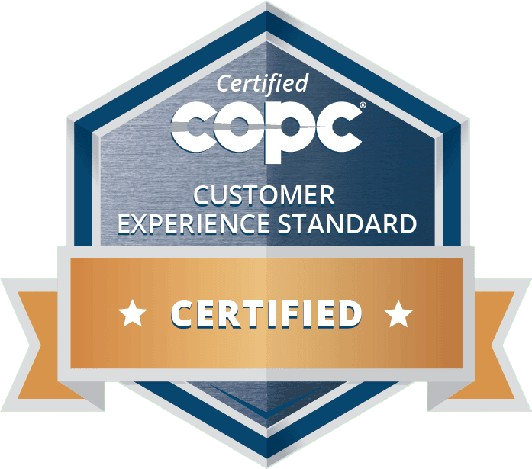 Certified
copc®
CUSTOMER
EXPERIENCE STANDARD
CERTIFIED